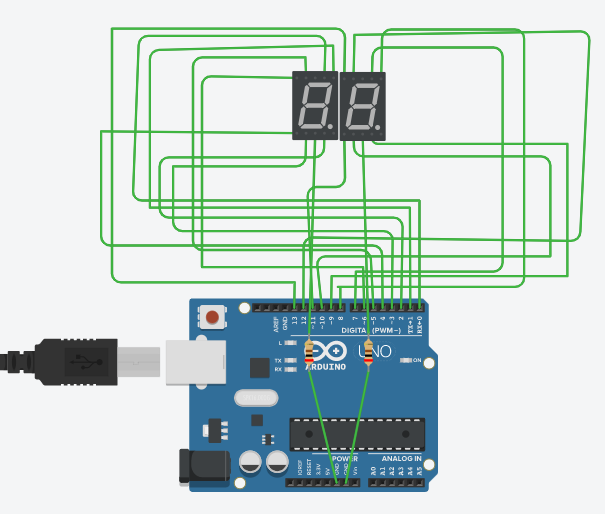 8 8
AREF
GND
13
12
~11
~10
~9
8
7
~6
~5
4
~3
2
TX→1
RX←0
DIGITAL (PWM~)
L
TX
RX
UNO
ARDUINO
ON
POWER
ANALOG IN
IOREF
RESET
3.3V
5V
GND
GND
Vin
A0
A1
A2
A3
A4
A5